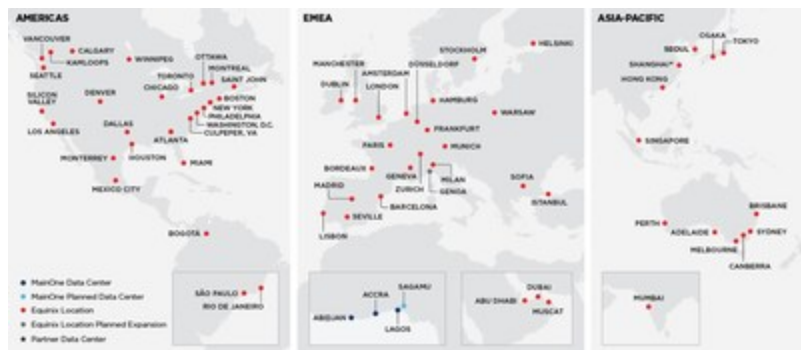 AMERICAS
VANCOUVER
CALGARY
KAMLOOPS
WINNIPEG
SEATTLE
OTTAWA
MONTREAL
TORONTO
SAINT JOHN
CHICAGO
SILICON
VALLEY
DENVER
BOSTON
NEW YORK
PHILADELPHIA
WASHINGTON, D.C.
CULPEPER, VA
DALLAS
LOS ANGELES
ATLANTA
HOUSTON
MONTERREY
MIAMI
MEXICO CITY
BOGOTÁ
MainOne Data Center
MainOne Planned Data Center
Equinix Location
Equinix Location Planned Expansion
Partner Data Center
SÃO PAULO
RIO DE JANEIRO
EMEA
HELSINKI
STOCKHOLM
MANCHESTER
DÜSSELDORF
AMSTERDAM
DUBLIN
LONDON
HAMBURG
WARSAW
FRANKFURT
PARIS
MUNICH
BORDEAUX
GENEVA
MILAN
ZURICH
GENOA
SOFIA
MADRID
ISTANBUL
BARCELONA
SEVILLE
LISBON
SAGAMU
ACCRA
ABIDJAN
LAGOS
DUBAI
ABU DHABI
MUSCAT
ASIA-PACIFIC
OSAKA
TOKYO
SEOUL
SHANGHAI*
HONG KONG
SINGAPORE
BRISBANE
PERTH
ADELAIDE
SYDNEY
MELBOURNE
CANBERRA
MUMBAI